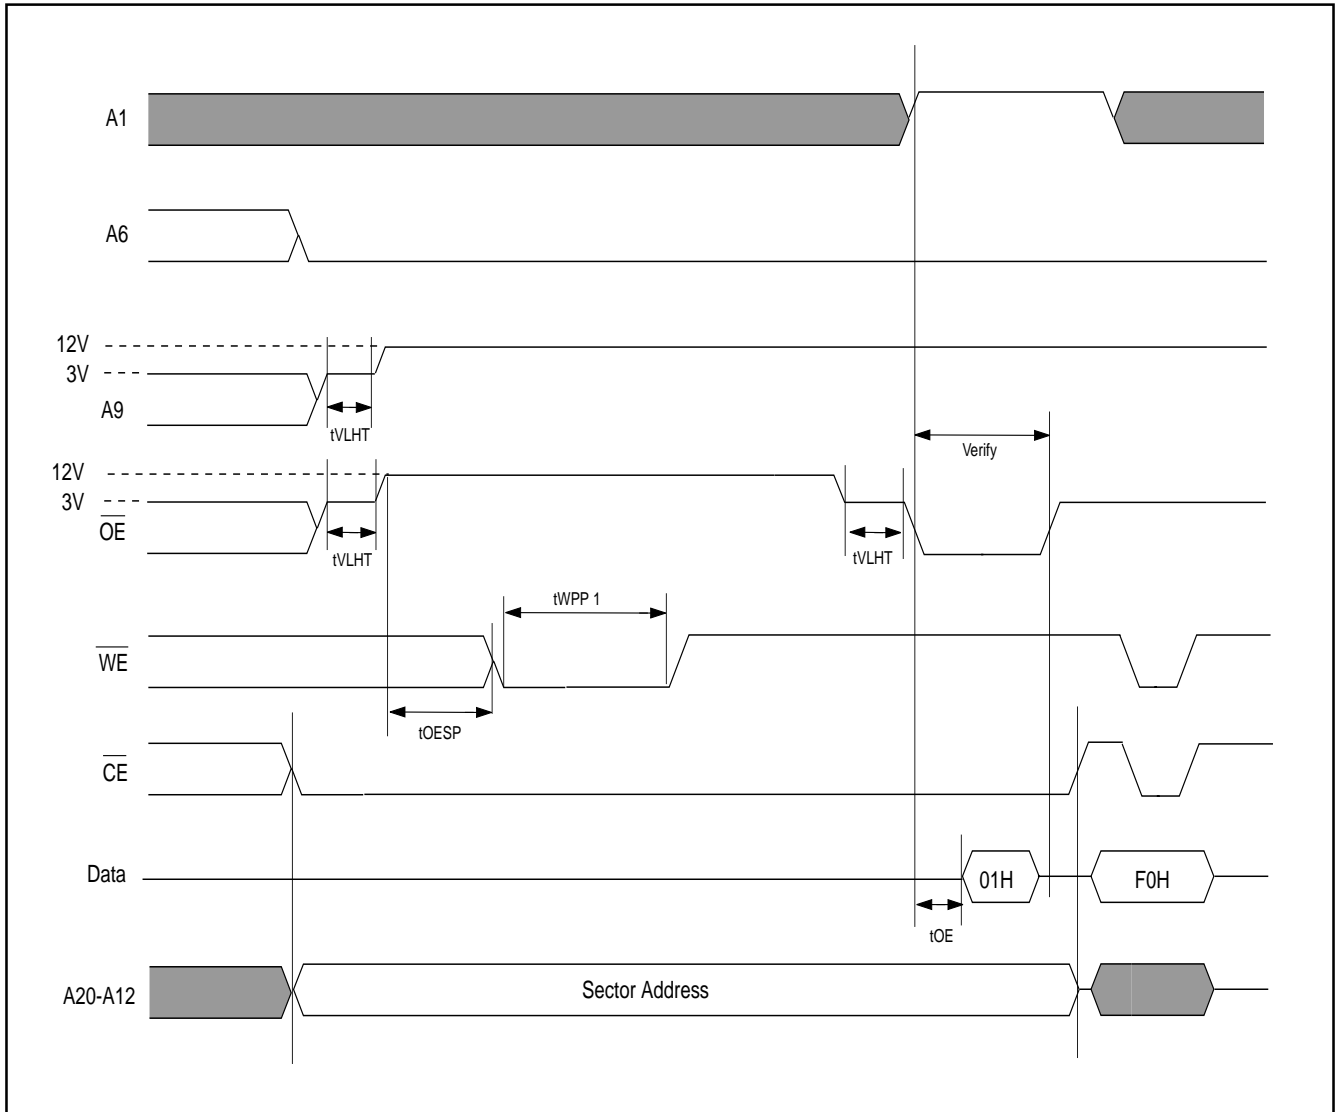 A1
A6
12V
3V
A9
tVLHT
Verify
12V
3V
OE
tVLHT
tVLHT
tWPP 1
WE
tOESP
CE
Data
01H
F0H
tOE
A20-A12
Sector Address